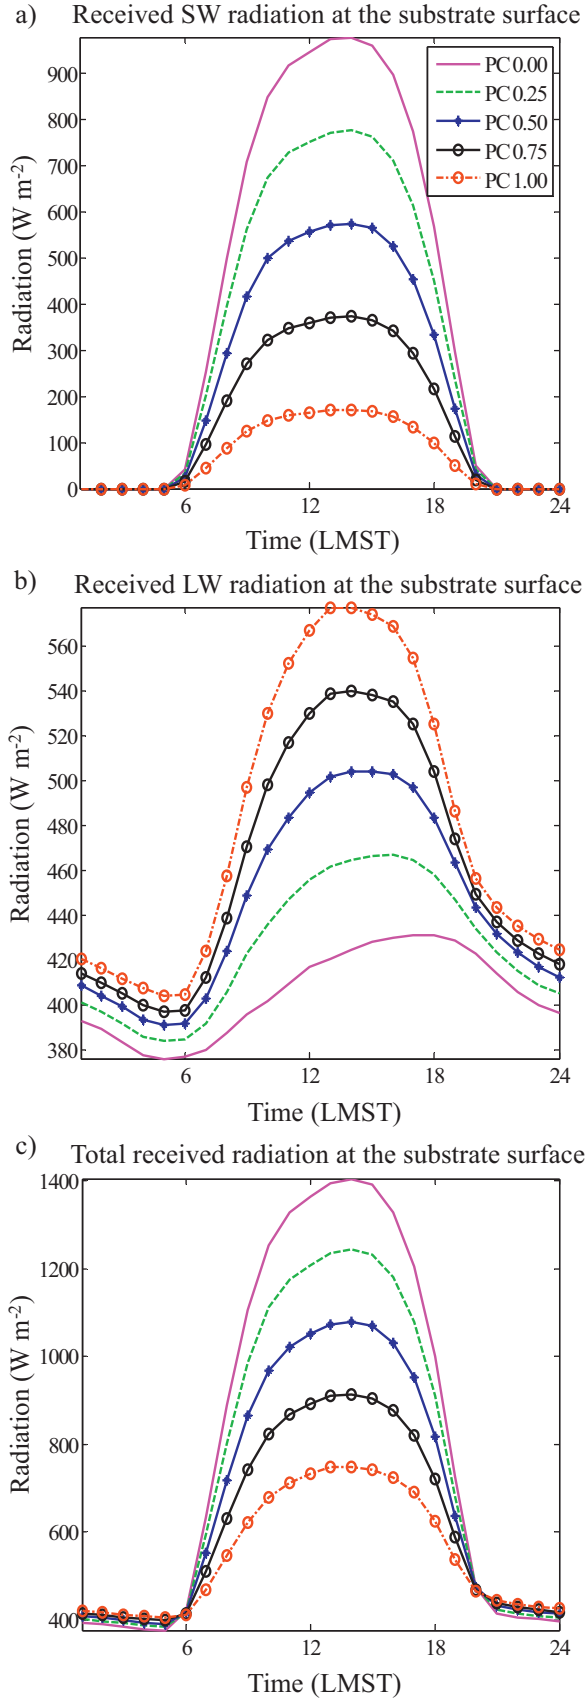 a) Received SW radiation at the substrate surface
PC 0.00
PC 0.25
PC 0.50
PC 0.75
PC 1.00
900
800
700
600
500
400
300
200
100
0
Radiation (W m-2)
6 12 18 24
Time (LMST)
b) Received LW radiation at the substrate surface
560
540
520
500
480
460
440
420
400
380
Radiation (W m-2)
6 12 18 24
Time (LMST)
c) Total received radiation at the substrate surface
1400
1200
1000
800
600
400
Radiation (W m-2)
6 12 18 24
Time (LMST)